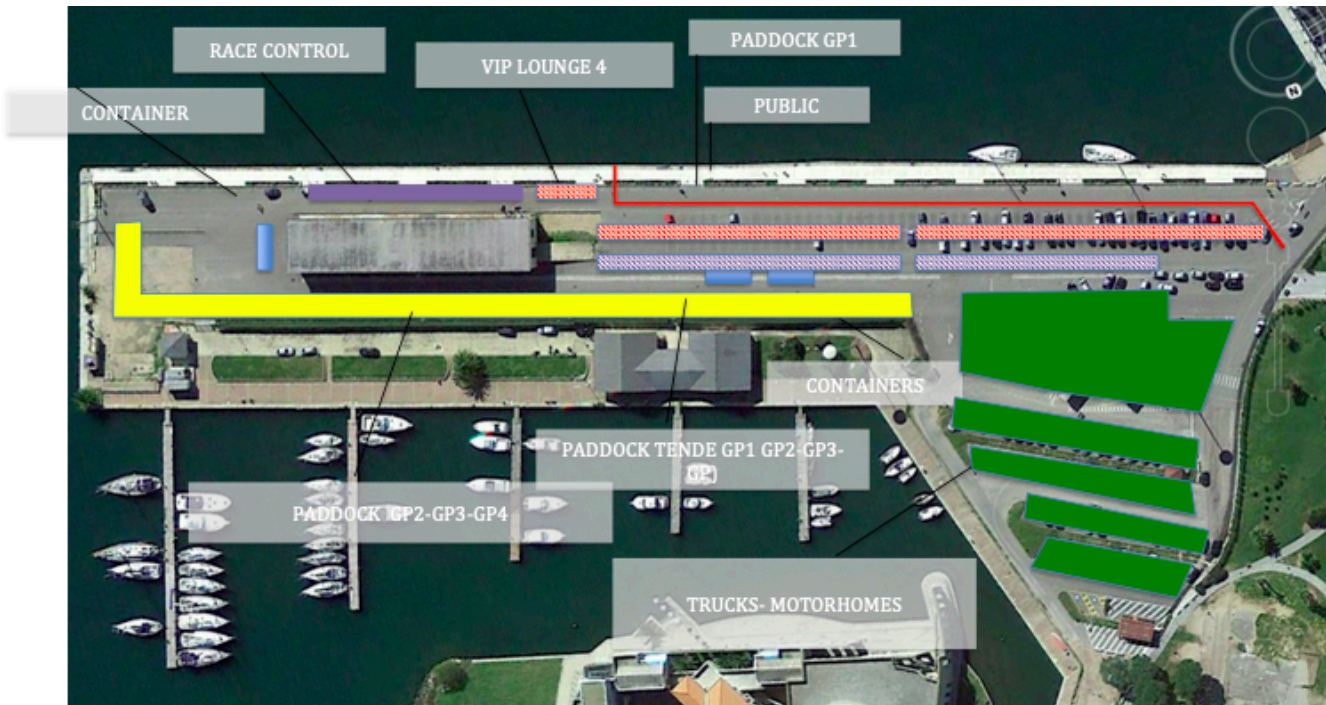 RACE CONTROL
VIP LOUNGE 4
PADDOCK GP1
CONTAINER
PUBLIC
N
CONTAINERS
PADDOCK TENDE GP1 GP2-GP3-
GP)
PADDOCK GP2-GP3-GP4
TRUCKS- MOTORHOMES